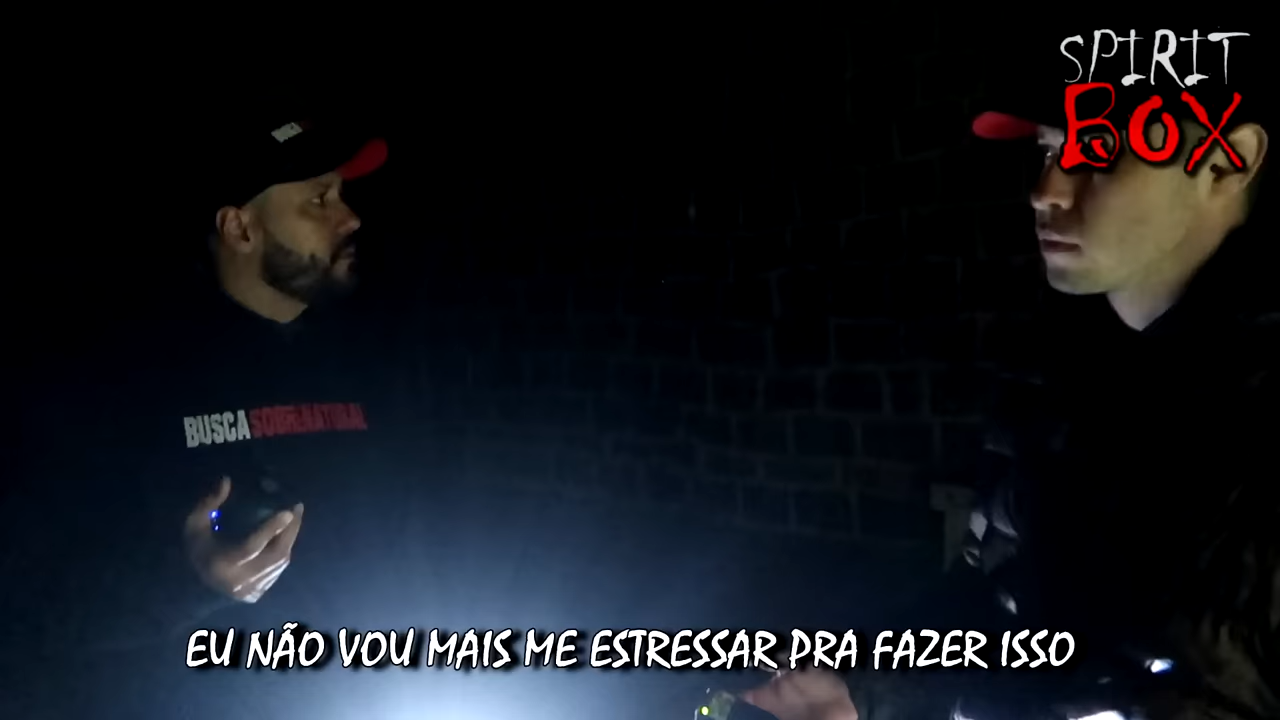 SPIRIT
BOX
BUSCA SOBRENATURAL
EU NÃO VOU MAIS ME ESTRESSAR PRA FAZER ISSO